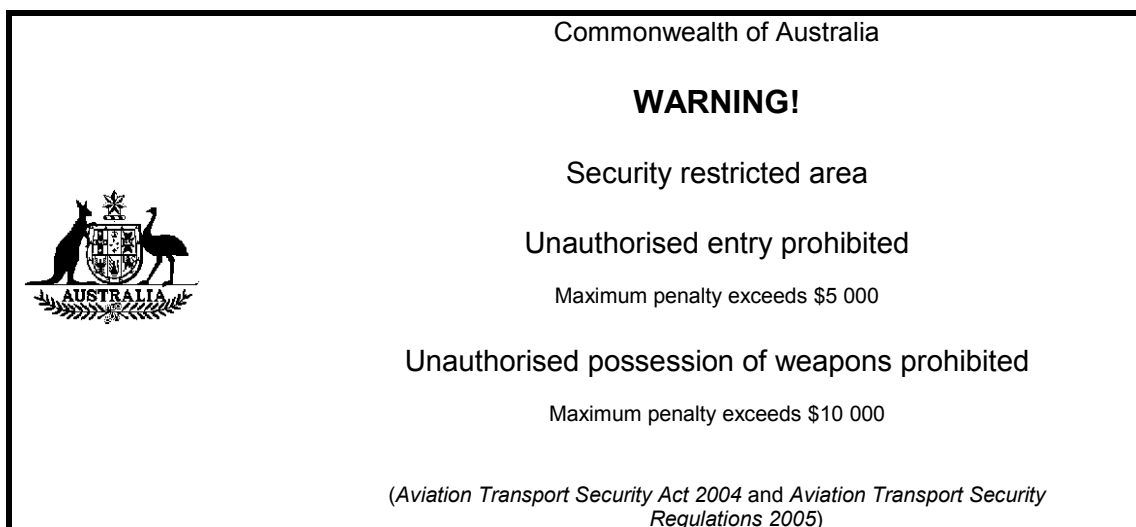 Commonwealth of Australia
WARNING!
Security restricted area
Unauthorised entry prohibited
Maximum penalty exceeds $5 000
AUSTRALIA
Unauthorised possession of weapons prohibited
Maximum penalty exceeds $10 000
(Aviation Transport Security Act 2004 and Aviation Transport Security
Regulations 2005)